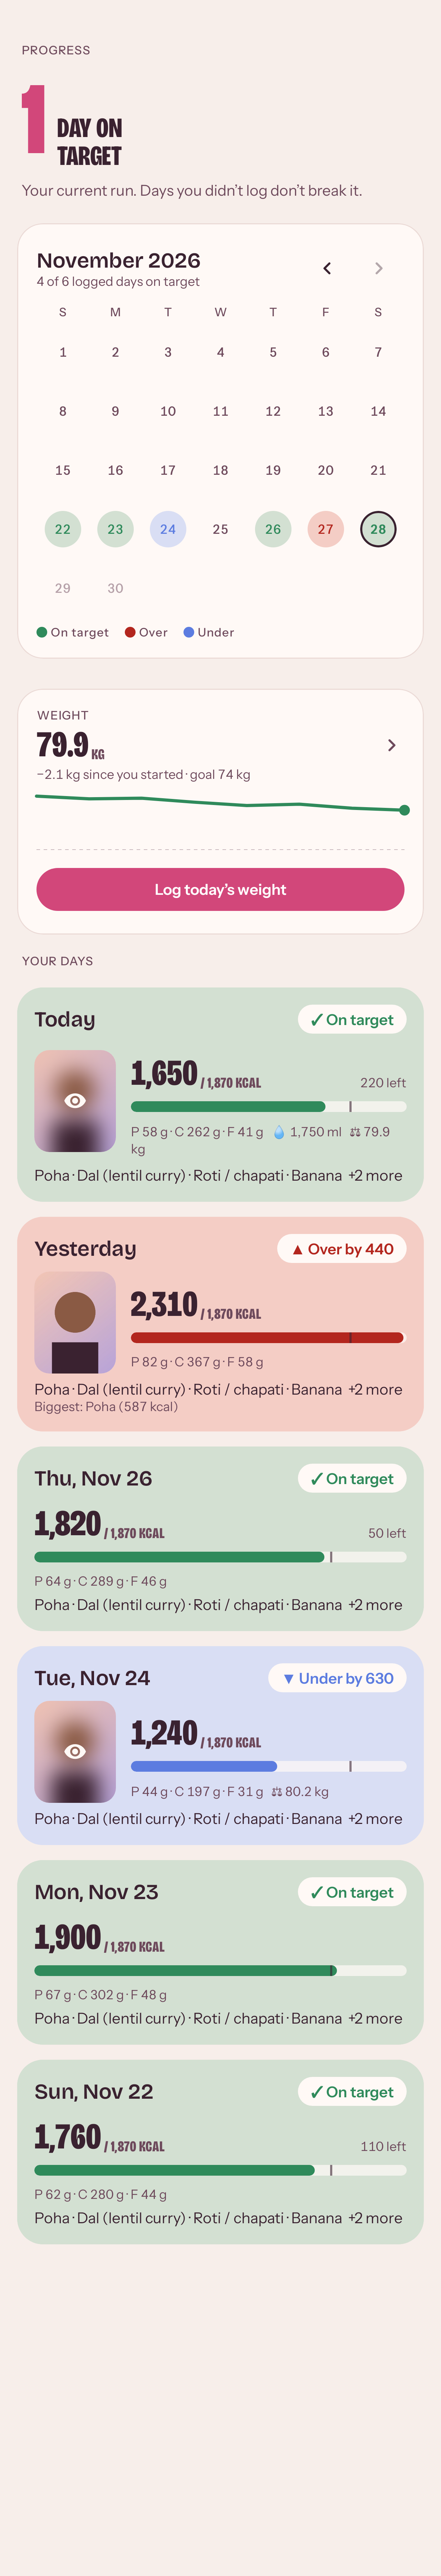 PROGRESS
1 DAY ON
TARGET
Your current run. Days you didn’t log don’t break it.
November 2026
4 of 6 logged days on target
S M T W T F S
1 2 3 4 5 6 7
8 9 10 11 12 13 14
15 16 17 18 19 20 21
22 23 24 25 26 27 28
29 30
On target Over Under
WEIGHT
79.9 KG
−2.1 kg since you started · goal 74 kg
Log today’s weight
YOUR DAYS
Today ✓ On target
1,650 / 1,870 KCAL 220 left
P 58 g · C 262 g · F 41 g 💧 1,750 ml ⚖ 79.9
kg
Poha · Dal (lentil curry) · Roti / chapati · Banana +2 more
Yesterday ▲ Over by 440
2,310 / 1,870 KCAL
P 82 g · C 367 g · F 58 g
Poha · Dal (lentil curry) · Roti / chapati · Banana +2 more
Biggest: Poha (587 kcal)
Thu, Nov 26 ✓ On target
1,820 / 1,870 KCAL 50 left
P 64 g · C 289 g · F 46 g
Poha · Dal (lentil curry) · Roti / chapati · Banana +2 more
Tue, Nov 24 ▼ Under by 630
1,240 / 1,870 KCAL
P 44 g · C 197 g · F 31 g ⚖ 80.2 kg
Poha · Dal (lentil curry) · Roti / chapati · Banana +2 more
Mon, Nov 23 ✓ On target
1,900 / 1,870 KCAL
P 67 g · C 302 g · F 48 g
Poha · Dal (lentil curry) · Roti / chapati · Banana +2 more
Sun, Nov 22 ✓ On target
1,760 / 1,870 KCAL 110 left
P 62 g · C 280 g · F 44 g
Poha · Dal (lentil curry) · Roti / chapati · Banana +2 more